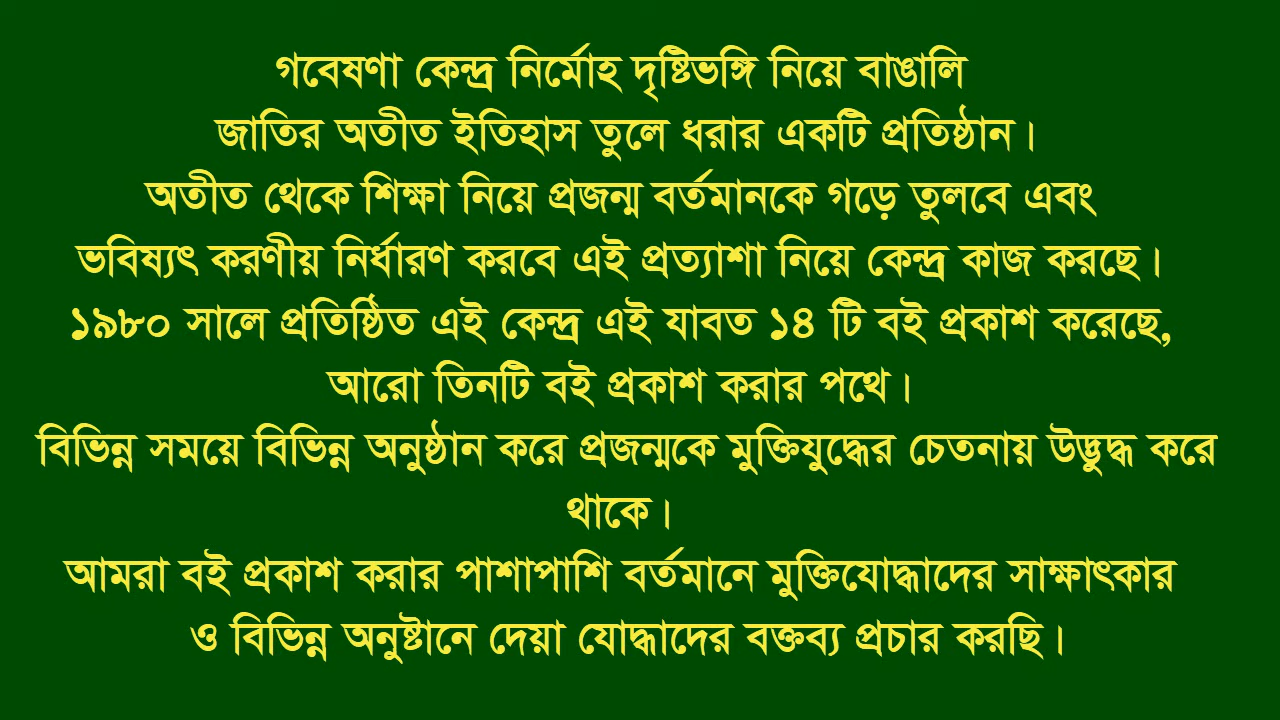 গবেষণা কেন্দ্র নির্মোহ দৃষ্টিভঙ্গি নিয়ে বাঙালি
জাতির অতীত ইতিহাস তুলে ধরার একটি প্রতিষ্ঠান।
অতীত থেকে শিক্ষা নিয়ে প্রজন্ম বর্তমানকে গড়ে তুলবে এবং
ভবিষ্যৎ করণীয় নির্ধারণ করবে এই প্রত্যাশা নিয়ে কেন্দ্র কাজ করছে।
১৯৮০ সালে প্রতিষ্ঠিত এই কেন্দ্র এই যাবত ১৪ টি বই প্রকাশ করেছে,
আরো তিনটি বই প্রকাশ করার পথে।
বিভিন্ন সময়ে বিভিন্ন অনুষ্ঠান করে প্রজন্মকে মুক্তিযুদ্ধের চেতনায় উদ্ভুদ্ধ করে
থাকে।
আমরা বই প্রকাশ করার পাশাপাশি বর্তমানে মুক্তিযোদ্ধাদের সাক্ষাৎকার
ও বিভিন্ন অনুষ্টানে দেয়া যোদ্ধাদের বক্তব্য প্রচার করছি।